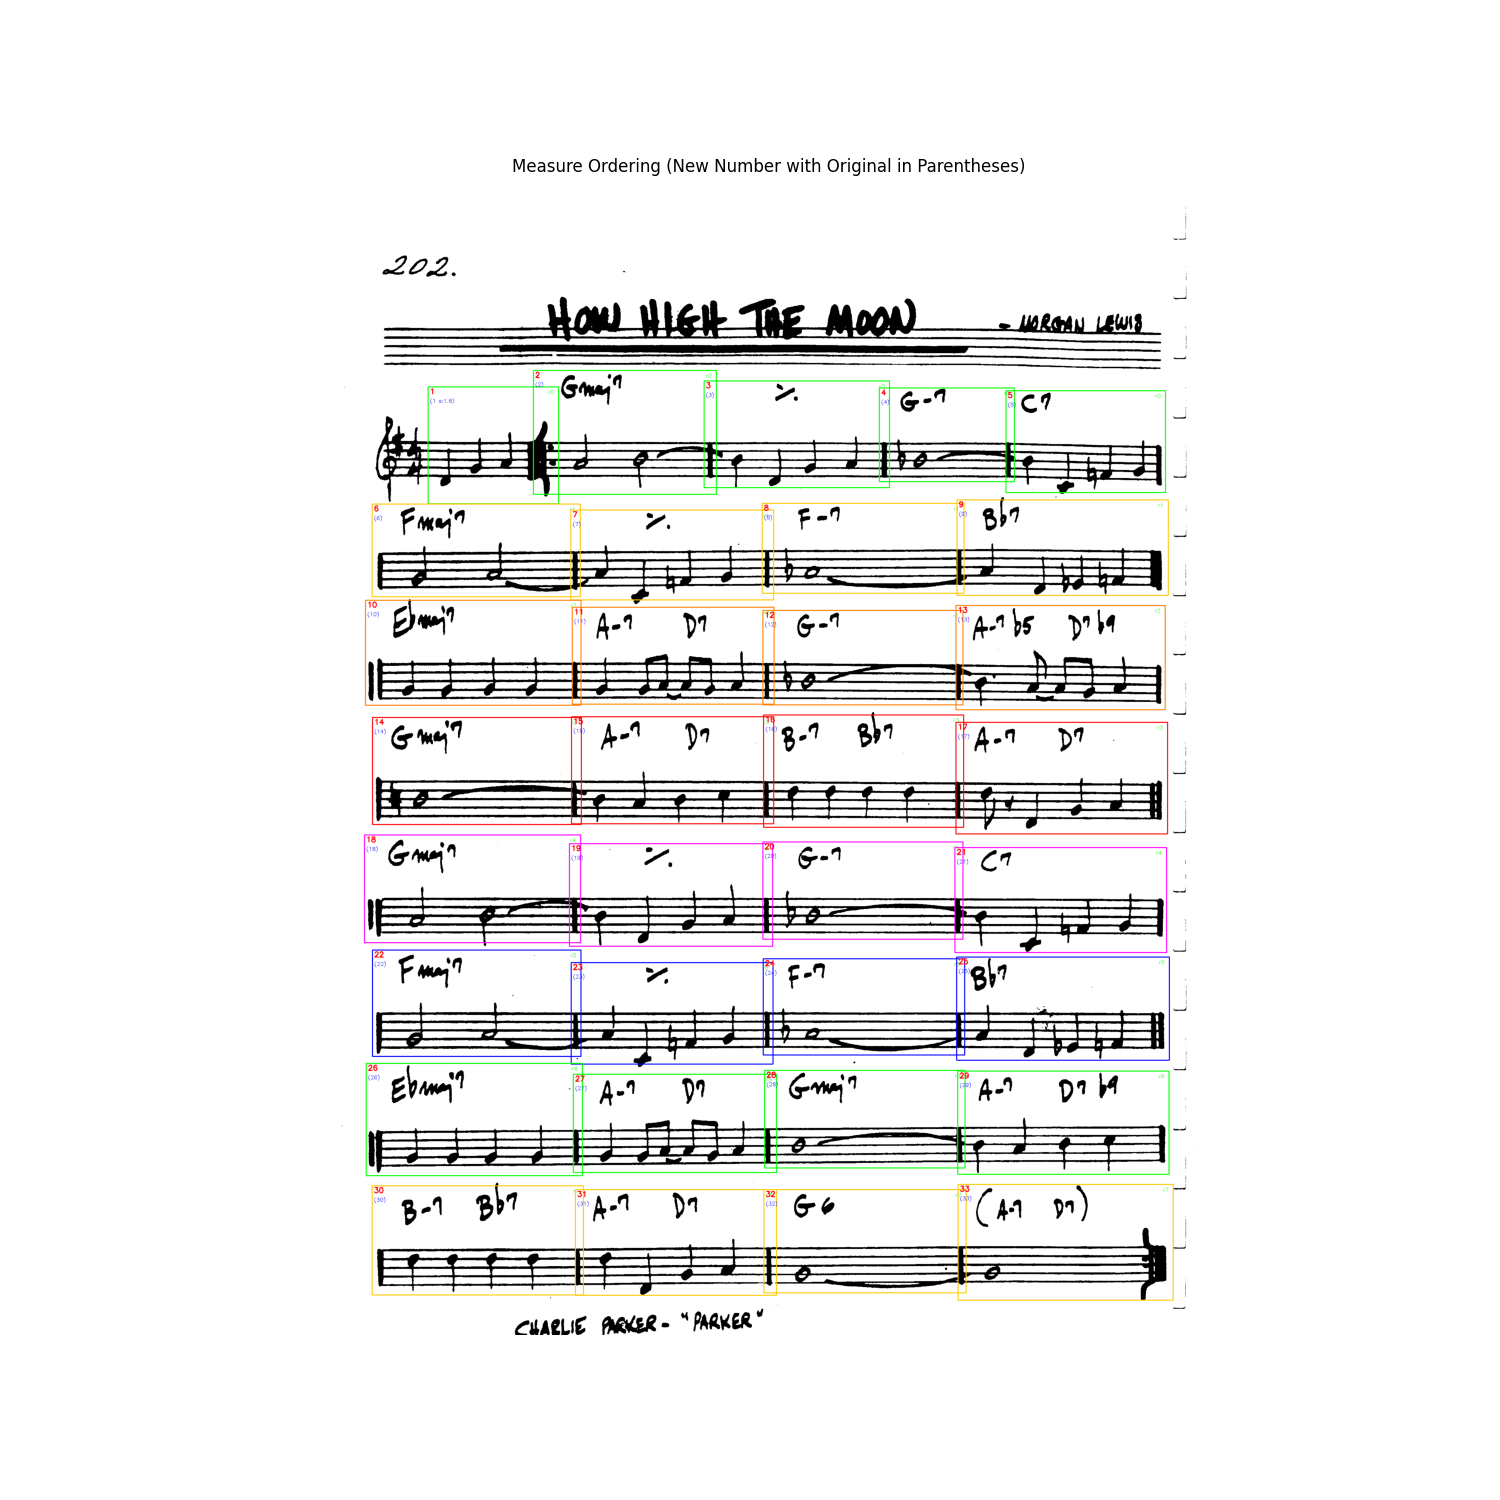 Measure Ordering (New Number with Original in Parentheses)
202.
HOW HIGH THE MOON
- MORGAN LEWIS
1 2 3 4 5
(1 s:1.8) (2) (3) (4) (5)
Gmaj7 ٪ G-7 C7
6 7 8 9
(6) (7) (8) (9)
Fmaj7 ٪ F-7 Bb7
10 11 12 13
(10) (11) (12) (13)
Ebmaj7 A-7 D7 G-7 A-7b5 D7b9
14 15 16 17
(14) (15) (16) (17)
Gmaj7 A-7 D7 B-7 Bb7 A-7 D7
18 19 20 21
(18) (19) (20) (21)
Gmaj7 ٪ G-7 C7
22 23 24 25
(22) (23) (24) (25)
Fmaj7 ٪ F-7 Bb7
26 27 28 29
(26) (27) (28) (29)
Ebmaj7 A-7 D7 Gmaj7 A-7 D7b9
30 31 32 33
(30) (31) (32) (33)
B-7 Bb7 A-7 D7 G6 (A-7 D7)
CHARLIE PARKER - "PARKER"